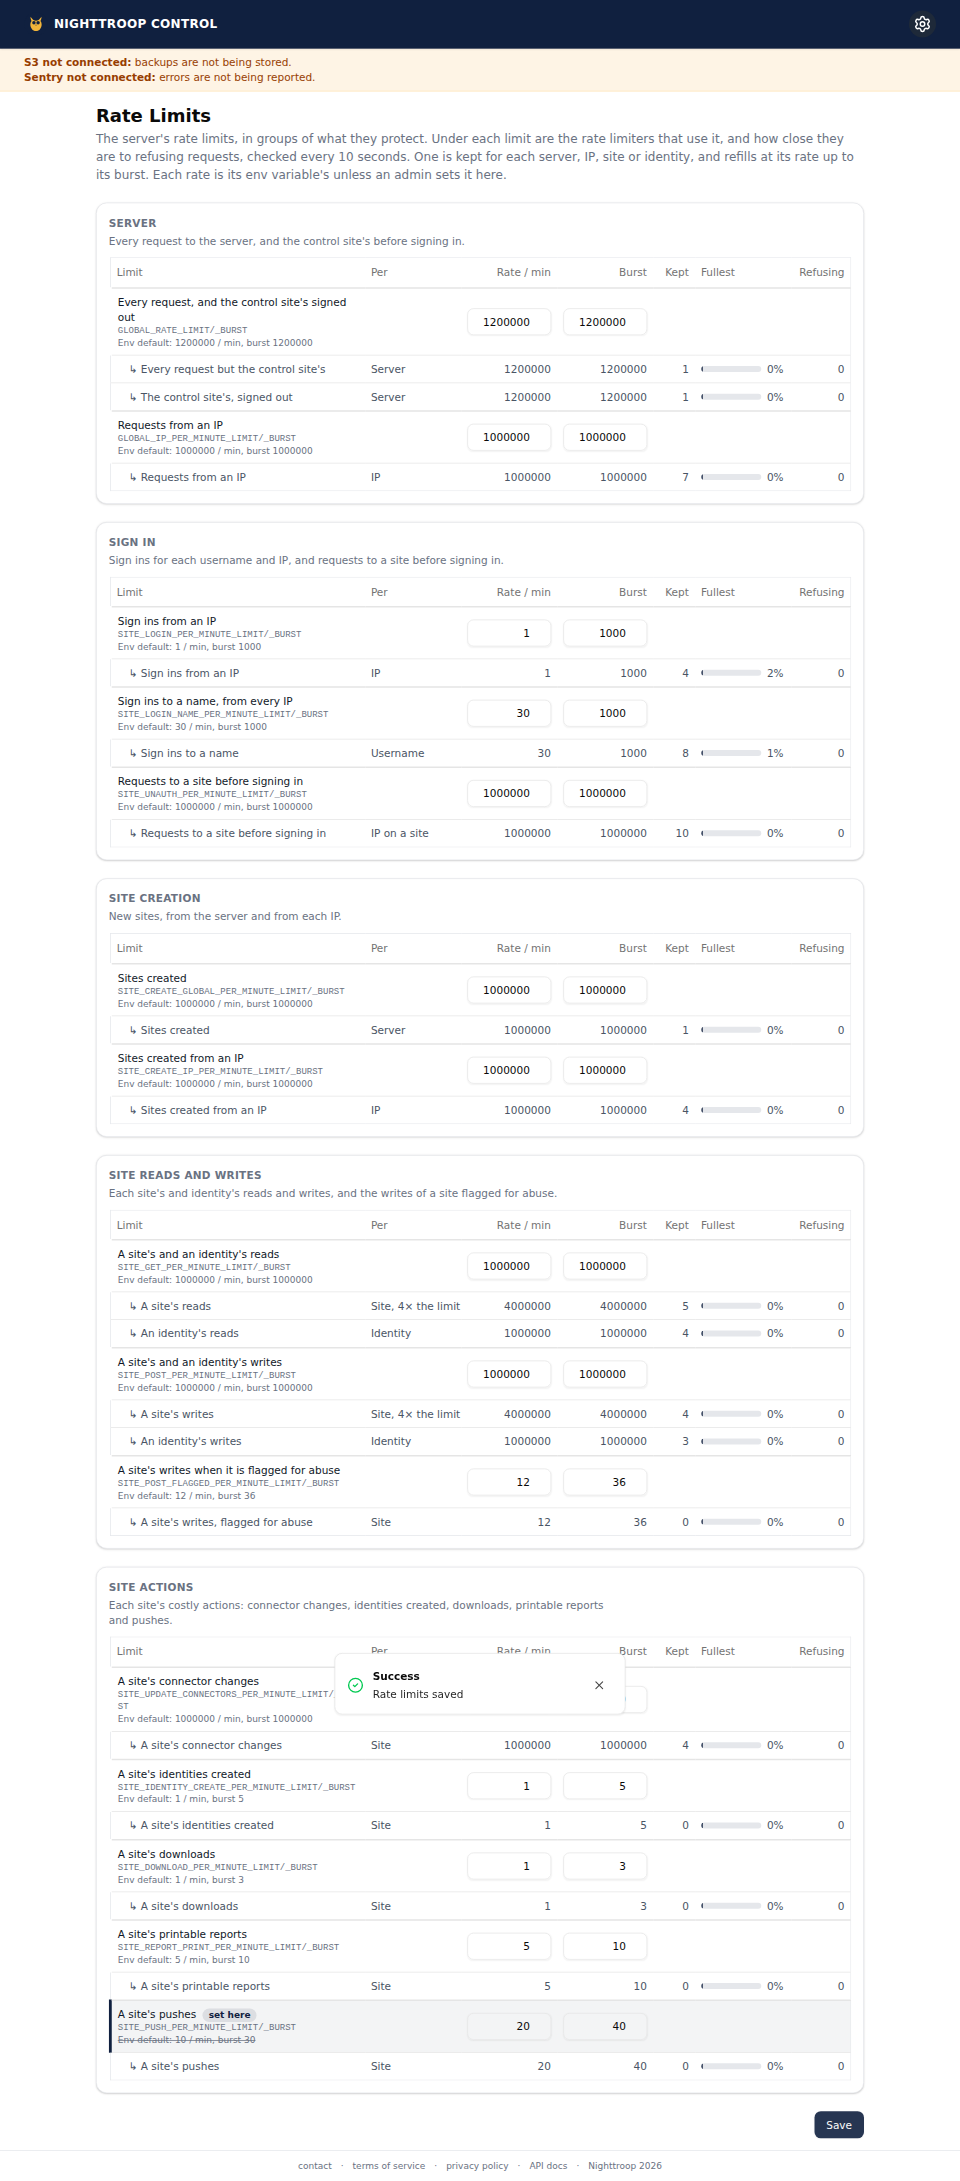 NIGHTTROOP CONTROL
S3 not connected: backups are not being stored.
Sentry not connected: errors are not being reported.
Rate Limits
The server's rate limits, in groups of what they protect. Under each limit are the rate limiters that use it, and how close they
are to refusing requests, checked every 10 seconds. One is kept for each server, IP, site or identity, and refills at its rate up to
its burst. Each rate is its env variable's unless an admin sets it here.
SERVER
Every request to the server, and the control site's before signing in.
Limit Per Rate / min Burst Kept Fullest Refusing
Every request, and the control site's signed
out
1200000 1200000
GLOBAL_RATE_LIMIT/_BURST
Env default: 1200000 / min, burst 1200000
↳ Every request but the control site's Server 1200000 1200000 1 0% 0
↳ The control site's, signed out Server 1200000 1200000 1 0% 0
Requests from an IP
GLOBAL_IP_PER_MINUTE_LIMIT/_BURST 1000000 1000000
Env default: 1000000 / min, burst 1000000
↳ Requests from an IP IP 1000000 1000000 7 0% 0
SIGN IN
Sign ins for each username and IP, and requests to a site before signing in.
Limit Per Rate / min Burst Kept Fullest Refusing
Sign ins from an IP
SITE_LOGIN_PER_MINUTE_LIMIT/_BURST 1 1000
Env default: 1 / min, burst 1000
↳ Sign ins from an IP IP 1 1000 4 2% 0
Sign ins to a name, from every IP
SITE_LOGIN_NAME_PER_MINUTE_LIMIT/_BURST 30 1000
Env default: 30 / min, burst 1000
↳ Sign ins to a name Username 30 1000 8 1% 0
Requests to a site before signing in
SITE_UNAUTH_PER_MINUTE_LIMIT/_BURST 1000000 1000000
Env default: 1000000 / min, burst 1000000
↳ Requests to a site before signing in IP on a site 1000000 1000000 10 0% 0
SITE CREATION
New sites, from the server and from each IP.
Limit Per Rate / min Burst Kept Fullest Refusing
Sites created
SITE_CREATE_GLOBAL_PER_MINUTE_LIMIT/_BURST 1000000 1000000
Env default: 1000000 / min, burst 1000000
↳ Sites created Server 1000000 1000000 1 0% 0
Sites created from an IP
SITE_CREATE_IP_PER_MINUTE_LIMIT/_BURST 1000000 1000000
Env default: 1000000 / min, burst 1000000
↳ Sites created from an IP IP 1000000 1000000 4 0% 0
SITE READS AND WRITES
Each site's and identity's reads and writes, and the writes of a site flagged for abuse.
Limit Per Rate / min Burst Kept Fullest Refusing
A site's and an identity's reads
SITE_GET_PER_MINUTE_LIMIT/_BURST 1000000 1000000
Env default: 1000000 / min, burst 1000000
↳ A site's reads Site, 4× the limit 4000000 4000000 5 0% 0
↳ An identity's reads Identity 1000000 1000000 4 0% 0
A site's and an identity's writes
SITE_POST_PER_MINUTE_LIMIT/_BURST 1000000 1000000
Env default: 1000000 / min, burst 1000000
↳ A site's writes Site, 4× the limit 4000000 4000000 4 0% 0
↳ An identity's writes Identity 1000000 1000000 3 0% 0
A site's writes when it is flagged for abuse
SITE_POST_FLAGGED_PER_MINUTE_LIMIT/_BURST 12 36
Env default: 12 / min, burst 36
↳ A site's writes, flagged for abuse Site 12 36 0 0% 0
SITE ACTIONS
Each site's costly actions: connector changes, identities created, downloads, printable reports
and pushes.
Limit Per Rate / min Burst Kept Fullest Refusing
Success
Rate limits saved
A site's connector changes
SITE_UPDATE_CONNECTORS_PER_MINUTE_LIMIT/
ST
Env default: 1000000 / min, burst 1000000
↳ A site's connector changes Site 1000000 1000000 4 0% 0
A site's identities created
SITE_IDENTITY_CREATE_PER_MINUTE_LIMIT/_BURST 1 5
Env default: 1 / min, burst 5
↳ A site's identities created Site 1 5 0 0% 0
A site's downloads
SITE_DOWNLOAD_PER_MINUTE_LIMIT/_BURST 1 3
Env default: 1 / min, burst 3
↳ A site's downloads Site 1 3 0 0% 0
A site's printable reports
SITE_REPORT_PRINT_PER_MINUTE_LIMIT/_BURST 5 10
Env default: 5 / min, burst 10
↳ A site's printable reports Site 5 10 0 0% 0
A site's pushes set here
SITE_PUSH_PER_MINUTE_LIMIT/_BURST 20 40
Env default: 10 / min, burst 30
↳ A site's pushes Site 20 40 0 0% 0
Save
contact · terms of service · privacy policy · API docs · Nighttroop 2026